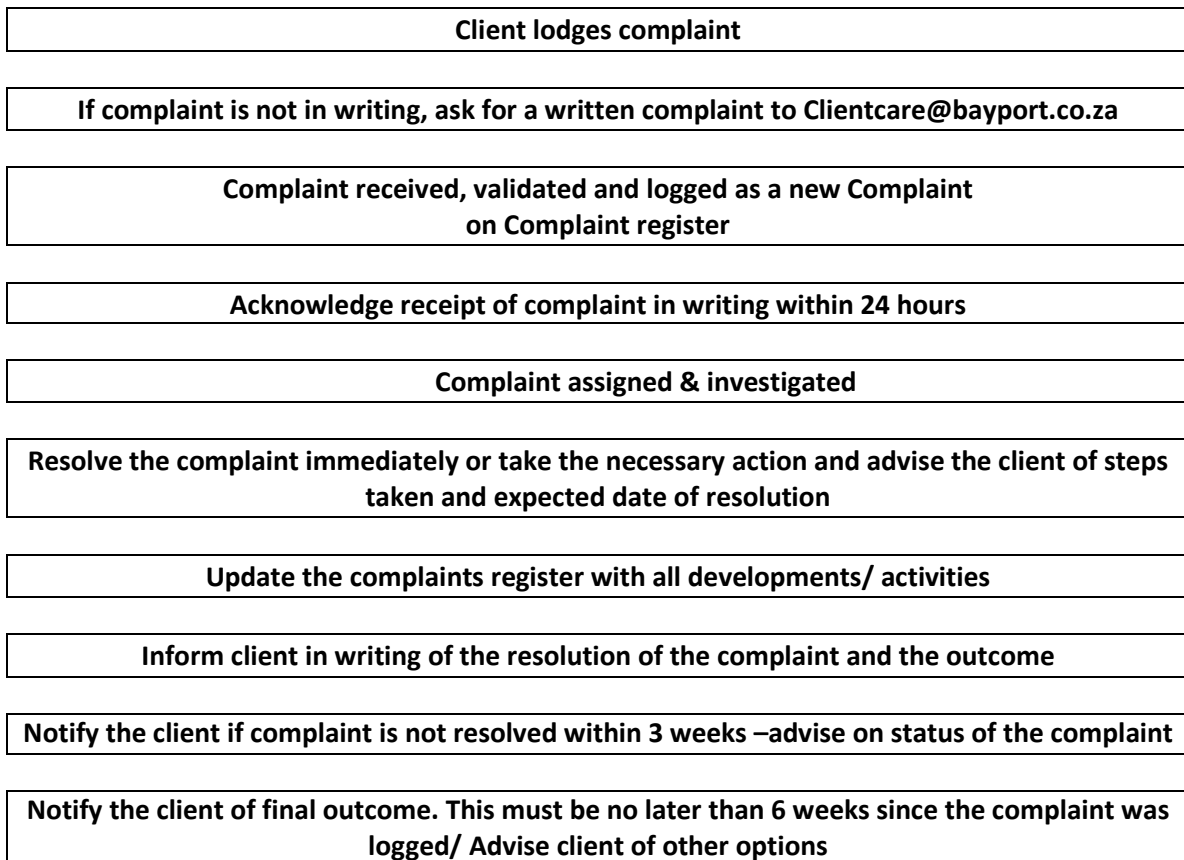 Client lodges complaint
If complaint is not in writing, ask for a written complaint to Clientcare@bayport.co.za
Complaint received, validated and logged as a new Complaint
on Complaint register
Acknowledge receipt of complaint in writing within 24 hours
Complaint assigned & investigated
Resolve the complaint immediately or take the necessary action and advise the client of steps
taken and expected date of resolution
Update the complaints register with all developments/ activities
Inform client in writing of the resolution of the complaint and the outcome
Notify the client if complaint is not resolved within 3 weeks –advise on status of the complaint
Notify the client of final outcome. This must be no later than 6 weeks since the complaint was
logged/ Advise client of other options